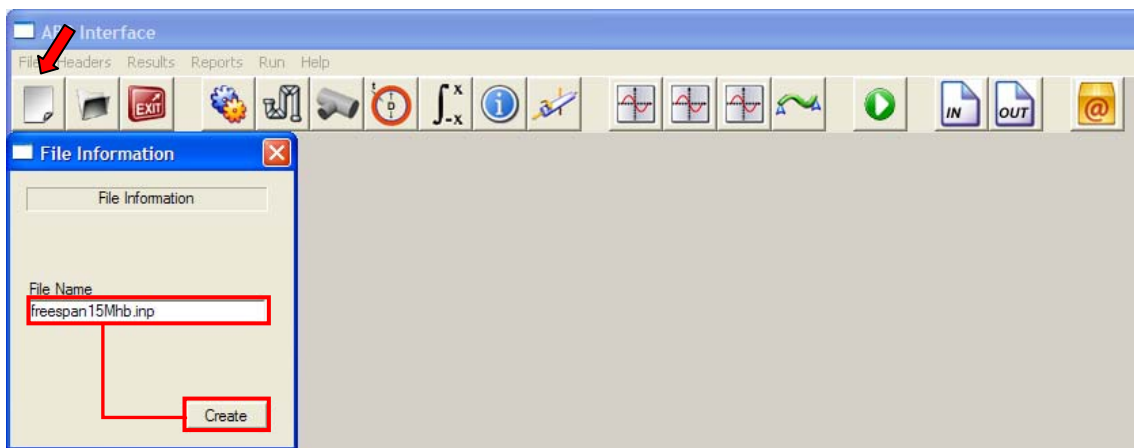 Interface
File Headers Results Reports Run Help
EXIT
t
D
x
-x
i
IN
OUT
@
File Information
File Information
File Name
freespan15Mhb.inp
Create